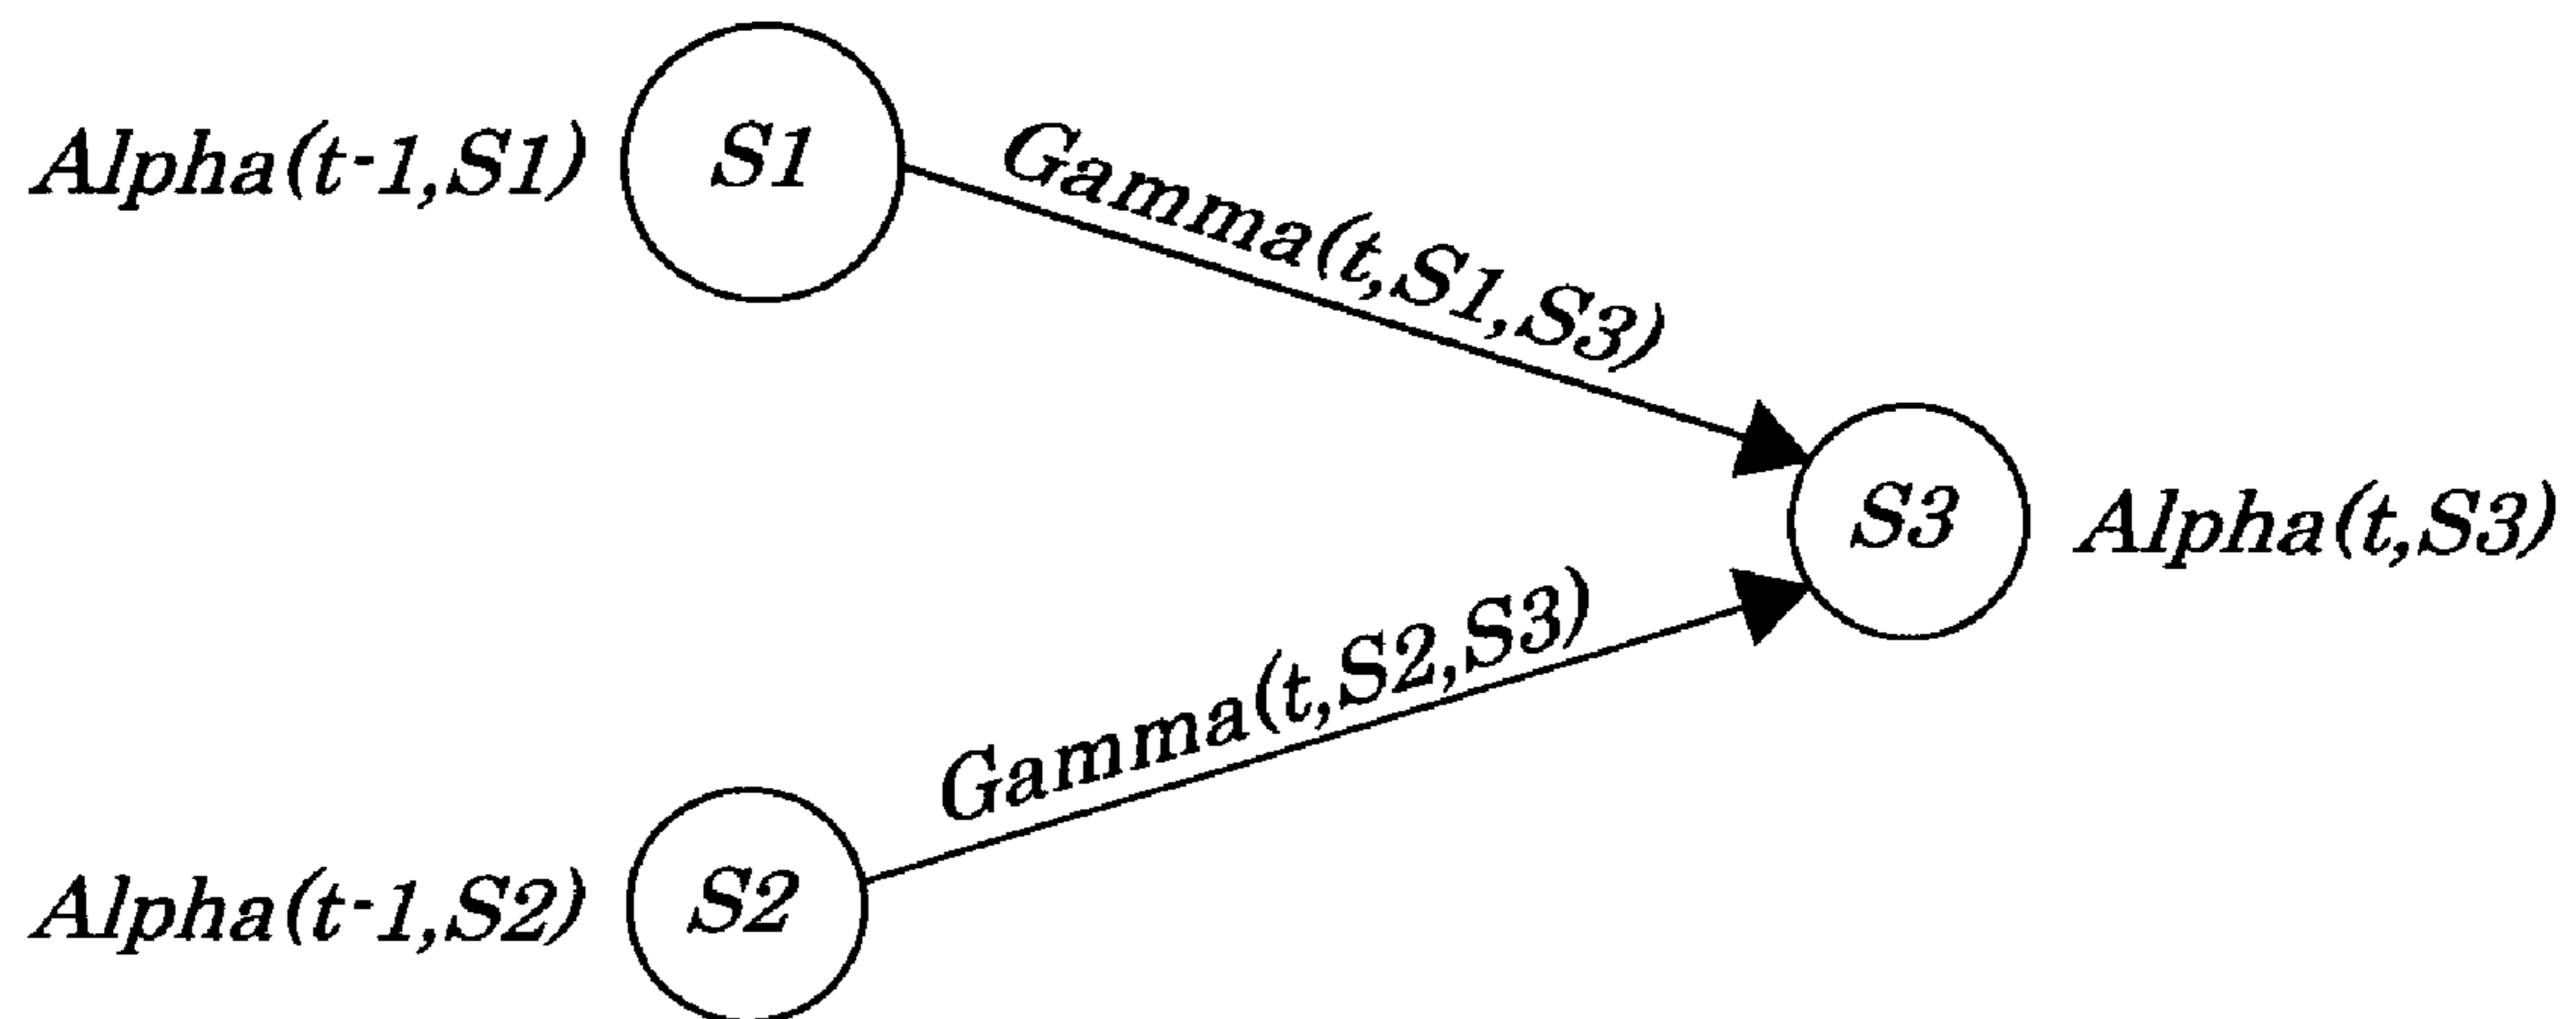 Alpha(t-1,S1)
S1
Gamma(t,S1,S3)
S3
Alpha(t,S3)
Gamma(t,S2,S3)
Alpha(t-1,S2)
S2